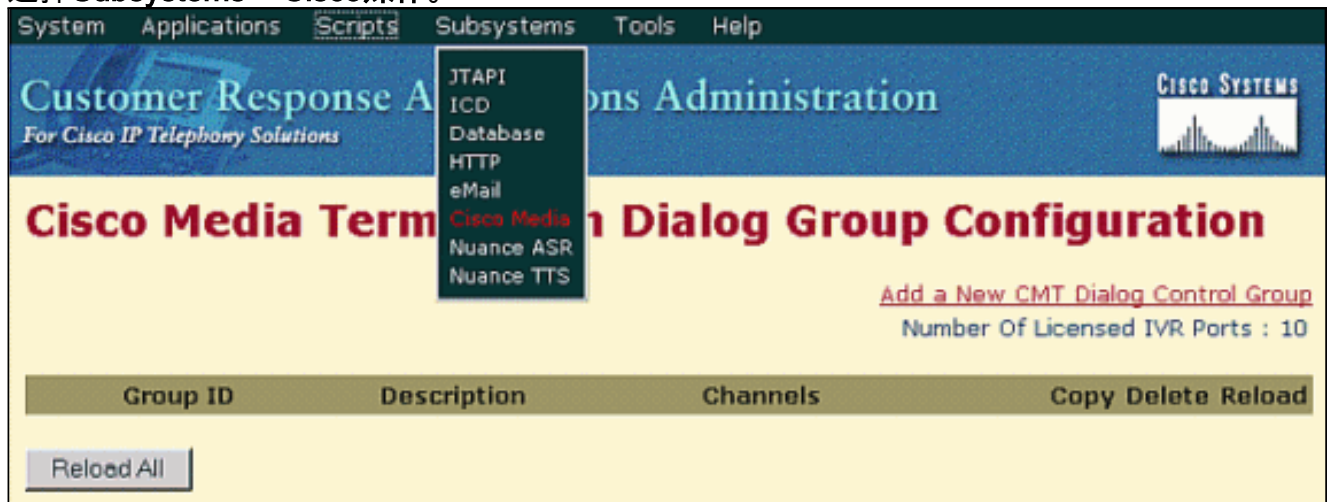 System Applications Scripts Subsystems Tools Help
Customer Response A ons Administration
For Cisco IP Telephony Solutions
CISCO SYSTEMS
JTAPI
ICD
Database
HTTP
eMail
Cisco Media
Nuance ASR
Nuance TTS
Cisco Media Term n Dialog Group Configuration
Add a New CMT Dialog Control Group
Number Of Licensed IVR Ports : 10
Group ID Description Channels Copy Delete Reload
Reload All